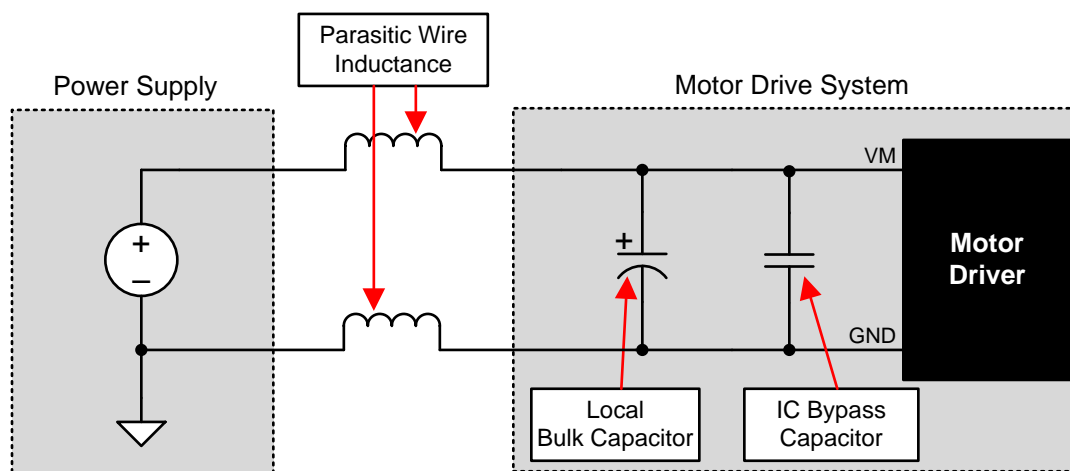 Parasitic Wire
Inductance
Power Supply
Motor Drive System
VM
+
+
−
Motor
Driver
GND
Local
Bulk Capacitor
IC Bypass
Capacitor